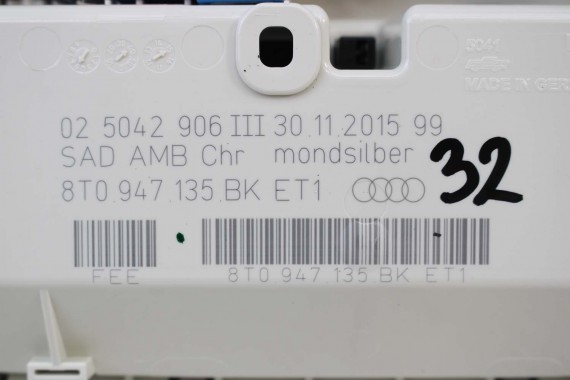 5041
MADE IN GER
02 5042 906 III 30.11.2015 99
SAD AMB Chr mondsilber
8T0 947 135 BK ET1
32
FEE
8T0 947 135 BK ET1